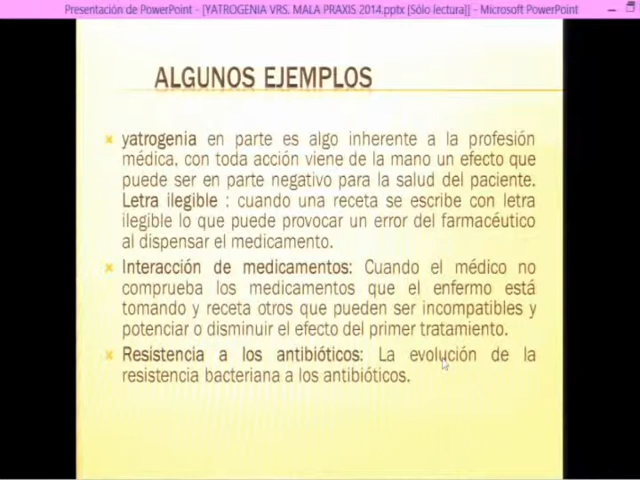 Presentación de PowerPoint - [YATROGENIA VRS. MALA PRAXIS 2014.pptx [Sólo lectura]] - Microsoft PowerPoint
ALGUNOS EJEMPLOS
yatrogenia en parte es algo inherente a la profesión
médica, con toda acción viene de la mano un efecto que
puede ser en parte negativo para la salud del paciente.
Letra ilegible : cuando una receta se escribe con letra
ilegible lo que puede provocar un error del farmacéutico
al dispensar el medicamento.
Interacción de medicamentos: Cuando el médico no
comprueba los medicamentos que el enfermo está
tomando y receta otros que pueden ser incompatibles y
potenciar o disminuir el efecto del primer tratamiento.
Resistencia a los antibióticos: La evolución de la
resistencia bacteriana a los antibióticos.